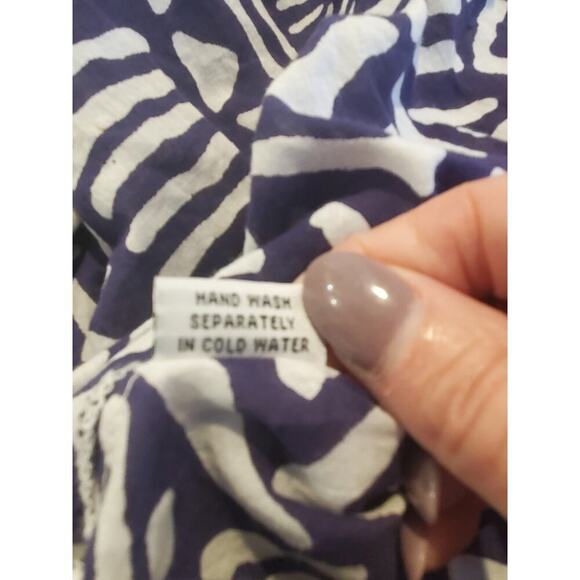 HAND WASH
SEPARATELY
IN COLD WATER